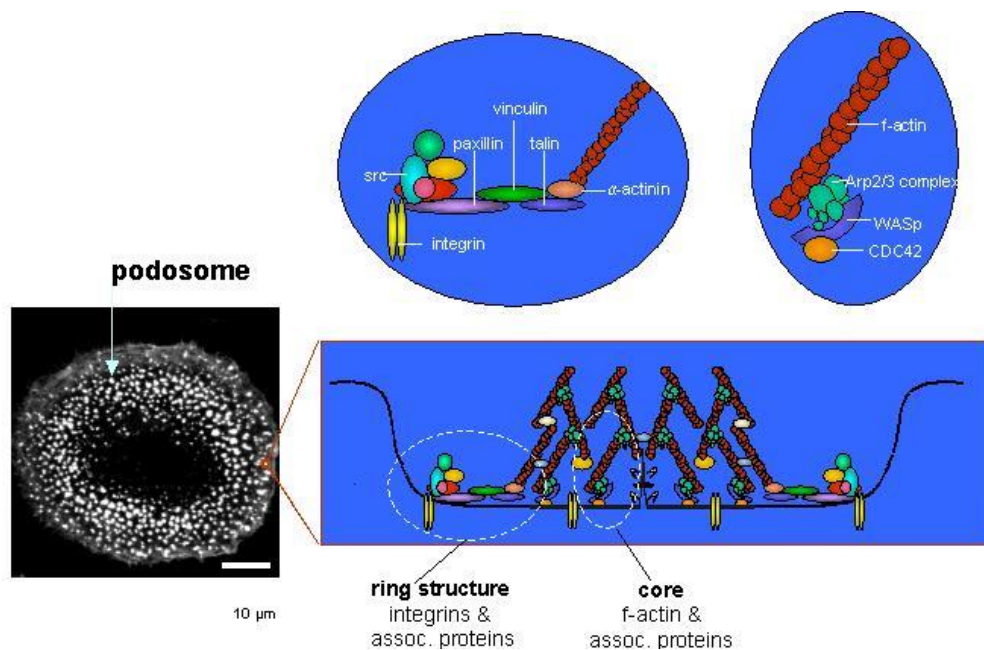 vinculin
paxillin
talin
src
α-actinin
integrin
f-actin
Arp2/3 complex
WASp
CDC42
podosome
10 µm
ring structure
integrins &
assoc. proteins
core
f-actin &
assoc. proteins